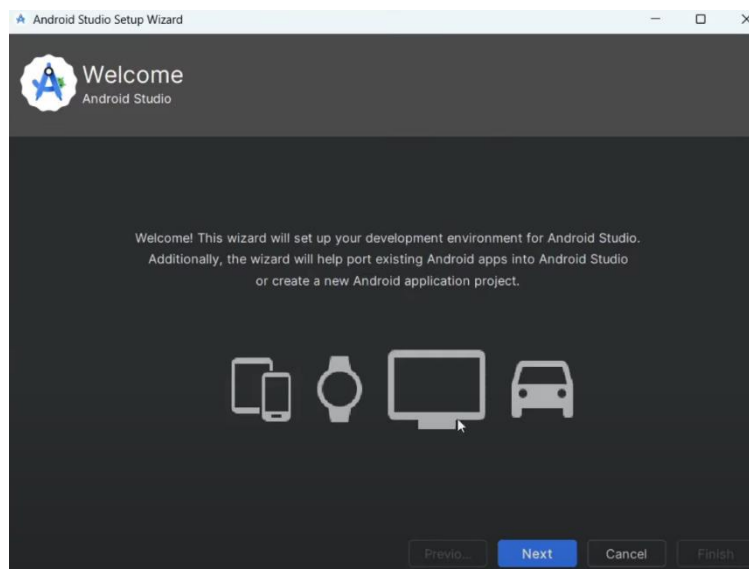 Android Studio Setup Wizard
Welcome
Android Studio
Welcome! This wizard will set up your development environment for Android Studio.
Additionally, the wizard will help port existing Android apps into Android Studio
or create a new Android application project.
Previo...
Next
Cancel
Finish